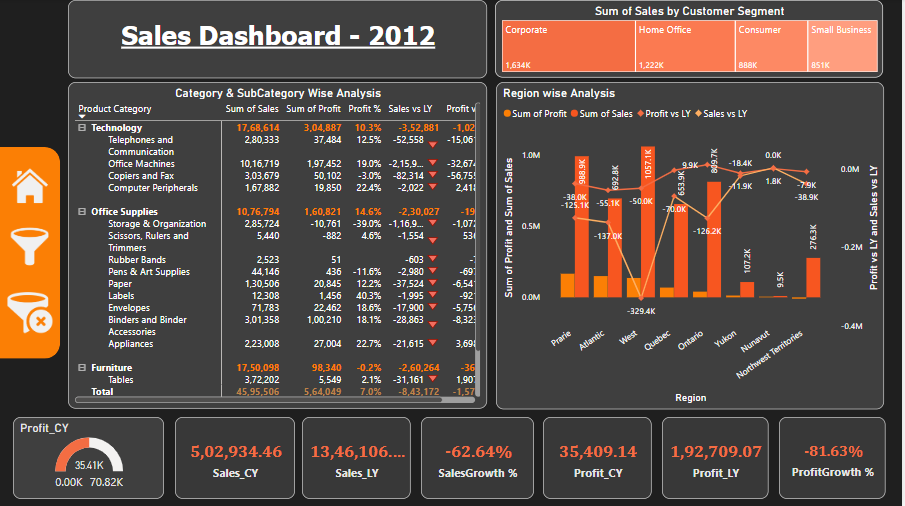 Sales Dashboard - 2012
Sum of Sales by Customer Segment
Corporate Home Office Consumer Small Business
1,634K 1,222K 888K 851K
Category & SubCategory Wise Analysis
Product Category Sum of Sales Sum of Profit Profit % Sales vs LY Profit v
Technology 17,68,614 3,04,887 10.3% -3,52,881 -1,02
Telephones and 2,80,333 37,484 12.5% -52,558 -15,06
Communication
Office Machines 10,16,719 1,97,452 19.0% -2,15,9... -32,674
Copiers and Fax 3,03,679 50,102 -3.0% -82,314 -56,75
Computer Peripherals 1,67,882 19,850 22.4% -2,022 2,41
Office Supplies 10,76,794 1,60,821 14.6% -2,30,027 -19
Storage & Organization 2,85,724 -10,761 -39.0% -1,16,9... -1,07
Scissors, Rulers and 5,440 -882 4.6% -1,554 53
Trimmers
Rubber Bands 2,523 51 -603
Pens & Art Supplies 44,146 436 -11.6% -2,980 -69
Paper 1,30,506 20,845 12.2% -37,524 -6,54
Labels 12,308 1,456 40.3% -1,995 -92
Envelopes 71,783 22,462 18.6% -17,900 -5,75
Binders and Binder 3,01,358 1,00,210 18.1% -28,863 -8,32
Accessories
Appliances 2,23,008 27,004 22.7% -21,615 3,69
Furniture 17,50,098 98,340 -0.2% -2,60,264 -36
Tables 3,72,202 5,549 2.1% -31,161 1,90
Total 45,95,506 5,64,049 7.0% -8,43,172 -1,57
Region wise Analysis
Sum of Profit Sum of Sales Profit vs LY Sales vs LY
Sum of Profit and Sum of Sales
1.0M
0.5M
0.0M
988.9K 692.8K 1057.1K 653.9K 809.7K 107.2K 9.5K 276.3K
-38.0K -55.1K -50.0K 9.9K -18.4K 0.0K -7.9K
-125.1K -137.0K -329.4K -70.0K -126.2K -11.9K 1.8K -38.9K
0.0M
-0.2M
-0.4M
Profit vs LY and Sales vs LY
Prarie Atlantic West Quebec Ontario Yukon Nunavut Northwest Territories
Region
Profit_CY
35.41K
0.00K 70.82K
5,02,934.46
Sales_CY
13,46,106....
Sales_LY
-62.64%
SalesGrowth %
35,409.14
Profit_CY
1,92,709.07
Profit_LY
-81.63%
ProfitGrowth %